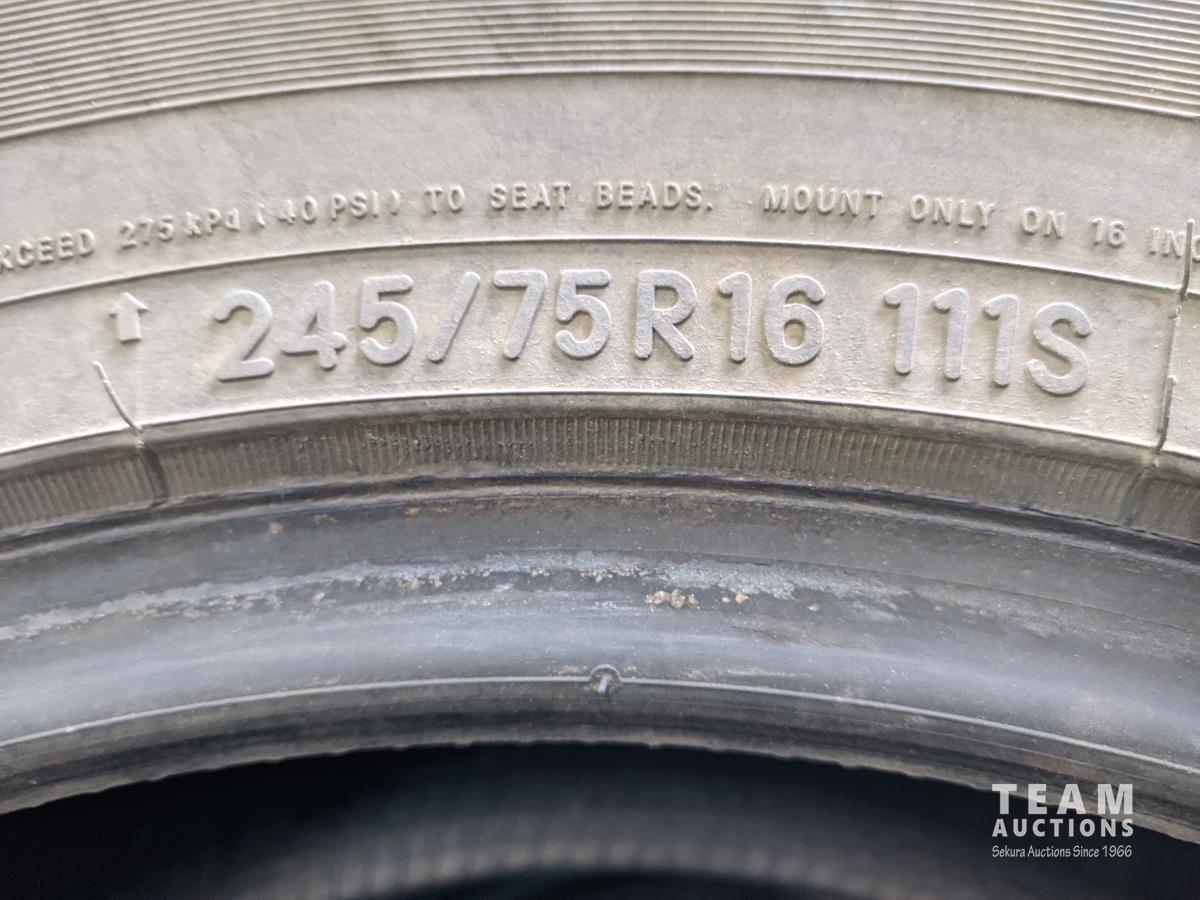 275 kPa (40 PSI) TO SEAT BEADS. MOUNT ONLY ON 16
245/75R16 111S
TEAM
AUCTIONS
Sekura Auctions Since 1966